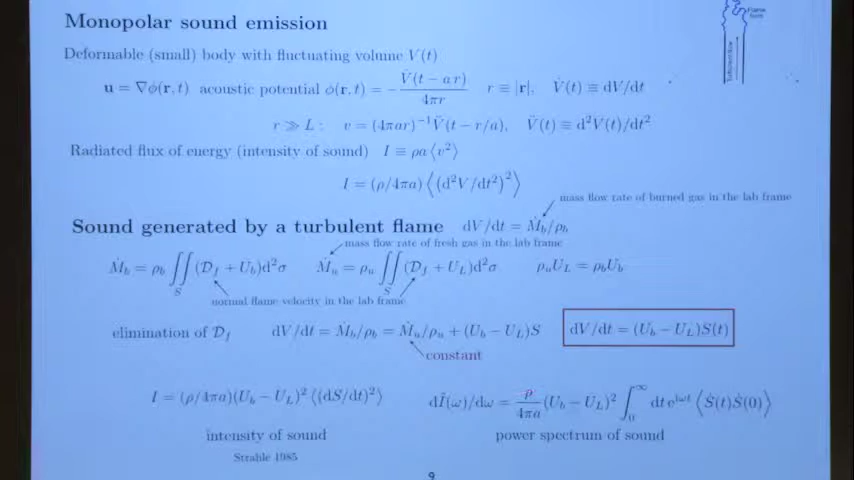 Monopolar sound emission
Flame
front
Turbulent flow
Deformable (small) body with fluctuating volume V(t)
u = ∇ϕ(r, t) acoustic potential ϕ(r, t) = − V̇(t − a r) / 4πr r ≡ |r|, V̇(t) ≡ dV/dt
r ≫ L : v = (4πar)⁻¹V̈(t − r/a), V̈(t) ≡ d²V(t)/dt²
Radiated flux of energy (intensity of sound) I ≡ ρa⟨v²⟩
I = (ρ/4πa) ⟨(d²V/dt²)²⟩
mass flow rate of burned gas in the lab frame
Sound generated by a turbulent flame dV/dt = Ṁb/ρb
mass flow rate of fresh gas in the lab frame
Ṁb = ρb ∬S (𝒟f + Ub)d²σ Ṁu = ρu ∬S (𝒟f + UL)d²σ ρuUL = ρbUb
normal flame velocity in the lab frame
elimination of 𝒟f dV/dt = Ṁb/ρb = Ṁu/ρu + (Ub − UL)S dV/dt = (Ub − UL)S(t)
constant
I = (ρ/4πa)(Ub − UL)² ⟨(dS/dt)²⟩ dĨ(ω)/dω = ρ/4πa (Ub − UL)² ∫₀^∞ dt e^iωt ⟨Ṡ(t)Ṡ(0)⟩
intensity of sound power spectrum of sound
Strahle 1985
9